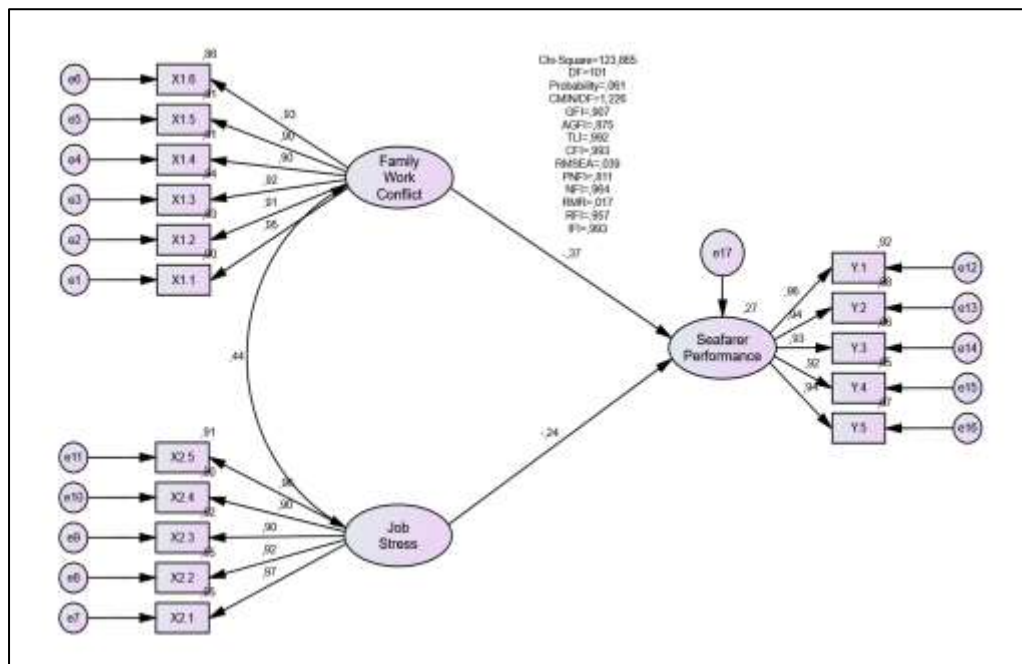 ,86
e6
X1.6
,81
,93
e5
X1.5
,81
,90
e4
X1.4
,84
,90
e3
X1.3
,92
e2
X1.2
,91
e1
X1.1
,95
,90
Family
Work
Conflict
Chi-Square=123,865
DF=101
Probability=,061
CMIN/DF=1,226
GFI=,907
AGFI=,875
TLI=,992
CFI=,993
RMSEA=,039
PNFI=,811
NFI=,964
RMR=,017
RFI=,957
IFI=,993
-,37
e17
,27
Seafarer
Performance
,92
Y.1
e12
,96
Y.2
e13
,94
Y.3
e14
,93
Y.4
e15
,92
Y.5
e16
,94
,44
-,24
,91
e11
X2.5
e10
X2.4
,90
e9
X2.3
,90
e8
X2.2
,92
e7
X2.1
,97
Job
Stress